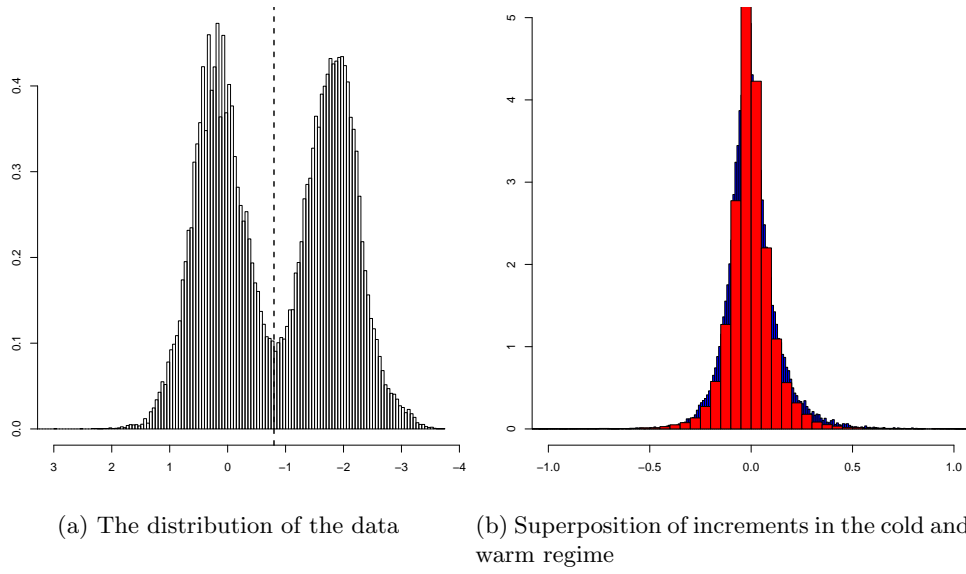 0.4
0.3
0.2
0.1
0.0
3 2 1 0 −1 −2 −3 −4
5
4
3
2
1
0
−1.0 −0.5 0.0 0.5 1.0
(a) The distribution of the data
(b) Superposition of increments in the cold and
warm regime